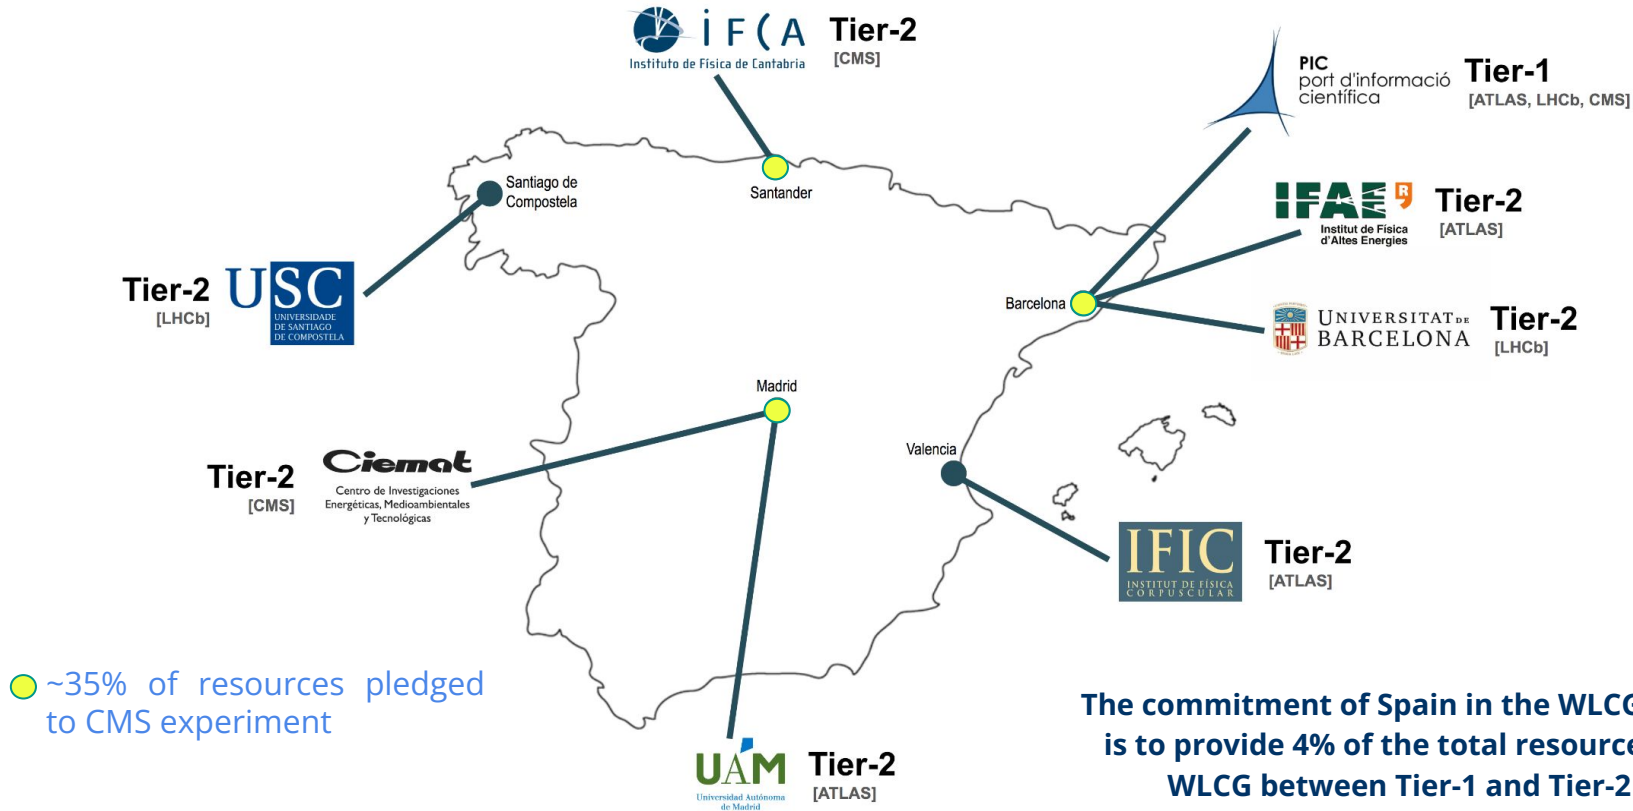 iFCA
Instituto de Física de Cantabria
Tier-2
[CMS]
PIC
port d'informació
científica
Tier-1
[ATLAS, LHCb, CMS]
Santiago de
Compostela
Santander
IFAE
R
Institut de Física
d'Altes Energies
Tier-2
[ATLAS]
Tier-2
[LHCb]
USC
UNIVERSIDADE
DE SANTIAGO
DE COMPOSTELA
Barcelona
UNIVERSITAT DE
BARCELONA
Tier-2
[LHCb]
Madrid
Valencia
Tier-2
[CMS]
Ciemat
Centro de Investigaciones
Energéticas, Medioambientales
y Tecnológicas
IFIC
INSTITUT DE FÍSICA
CORPUSCULAR
Tier-2
[ATLAS]
~35% of resources pledged
to CMS experiment
The commitment of Spain in the WLCG
is to provide 4% of the total resource
WLCG between Tier-1 and Tier-2
UAM
Universidad Autónoma
de Madrid
Tier-2
[ATLAS]